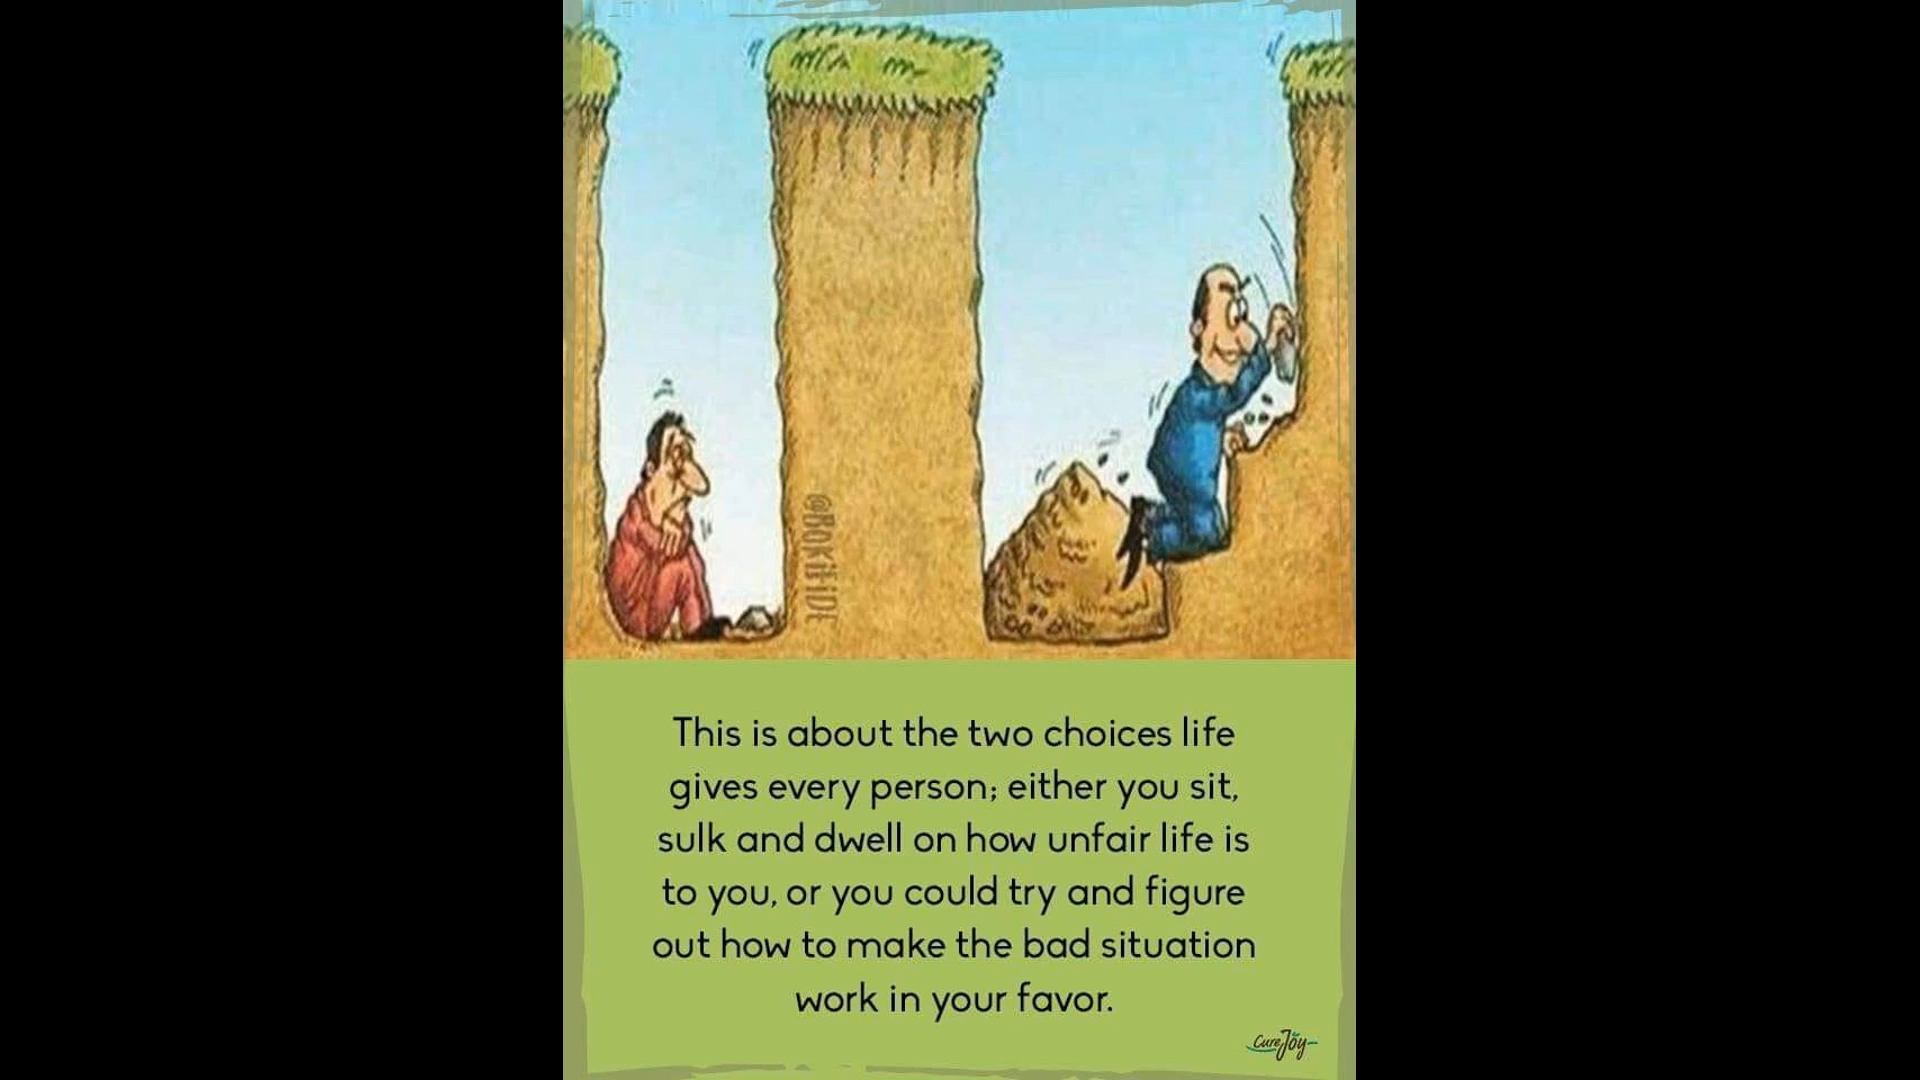 @BOKIFIDE
This is about the two choices life
gives every person; either you sit,
sulk and dwell on how unfair life is
to you, or you could try and figure
out how to make the bad situation
work in your favor.
CureJoy